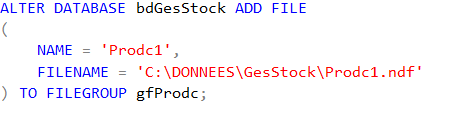 ALTER DATABASE bdGesStock ADD FILE
(
    NAME = 'Prodc1',
    FILENAME = 'C:\DONNEES\GesStock\Prodc1.ndf'
) TO FILEGROUP gfProdc;